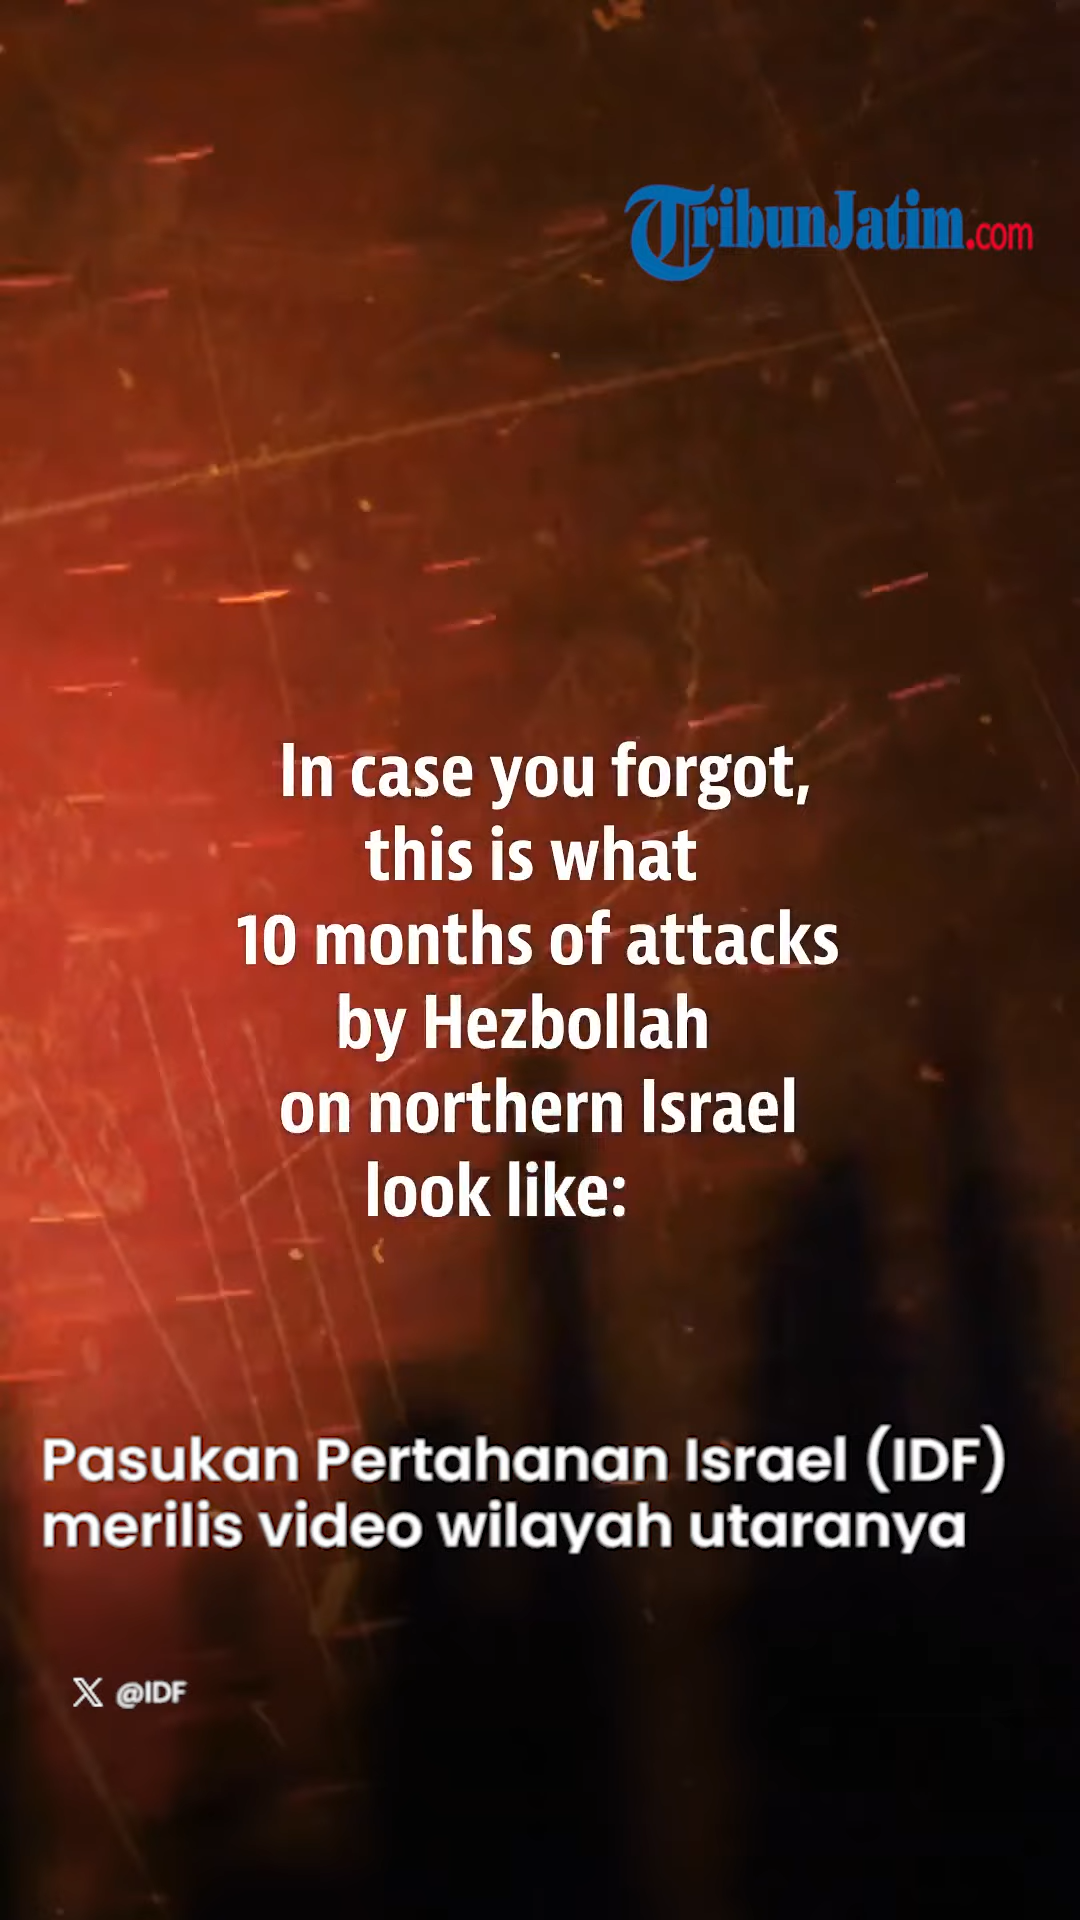 TribunJatim.com
In case you forgot,
this is what
10 months of attacks
by Hezbollah
on northern Israel
look like:
Pasukan Pertahanan Israel (IDF)
merilis video wilayah utaranya
X @IDF